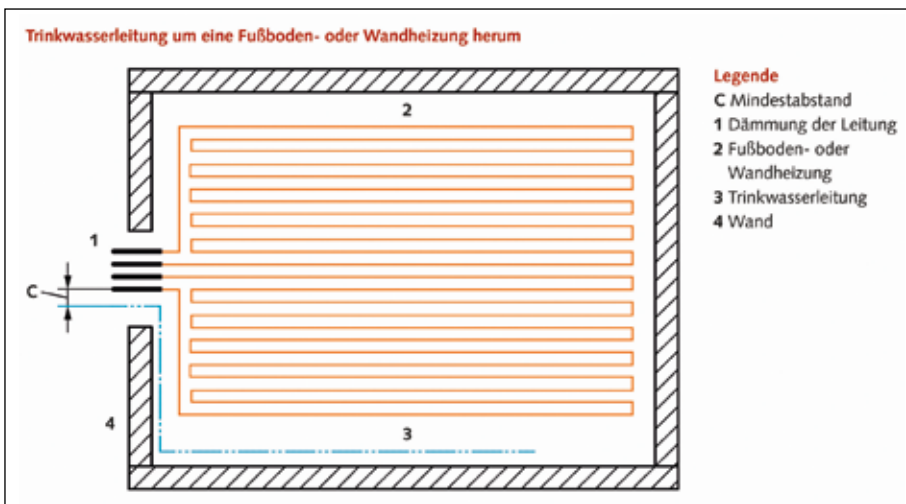 Trinkwasserleitung um eine Fußboden- oder Wandheizung herum
Legende
C Mindestabstand
1 Dämmung der Leitung
2 Fußboden- oder
Wandheizung
3 Trinkwasserleitung
4 Wand
2
1
C
4
3